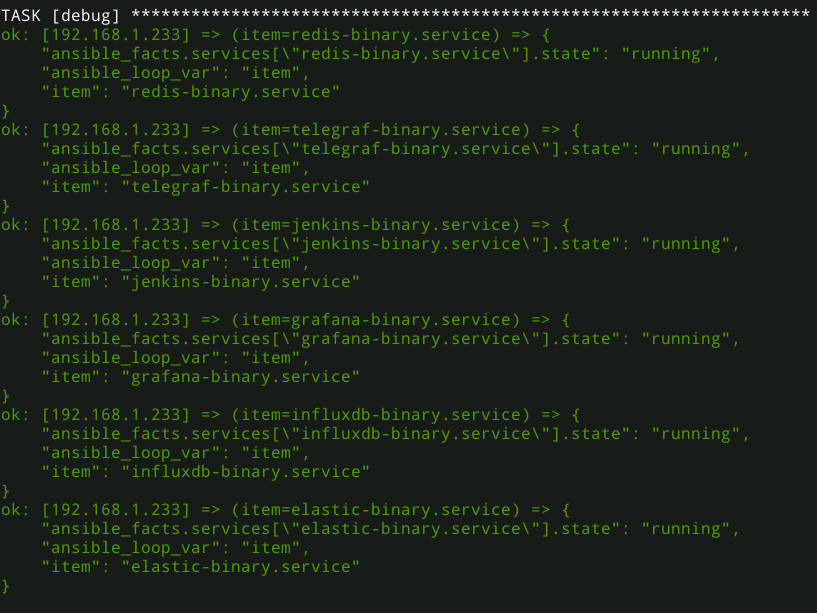 TASK [debug] ********************************************************************
ok: [192.168.1.233] => (item=redis-binary.service) => {
    "ansible_facts.services[\"redis-binary.service\"].state": "running",
    "ansible_loop_var": "item",
    "item": "redis-binary.service"
}
ok: [192.168.1.233] => (item=telegraf-binary.service) => {
    "ansible_facts.services[\"telegraf-binary.service\"].state": "running",
    "ansible_loop_var": "item",
    "item": "telegraf-binary.service"
}
ok: [192.168.1.233] => (item=jenkins-binary.service) => {
    "ansible_facts.services[\"jenkins-binary.service\"].state": "running",
    "ansible_loop_var": "item",
    "item": "jenkins-binary.service"
}
ok: [192.168.1.233] => (item=grafana-binary.service) => {
    "ansible_facts.services[\"grafana-binary.service\"].state": "running",
    "ansible_loop_var": "item",
    "item": "grafana-binary.service"
}
ok: [192.168.1.233] => (item=influxdb-binary.service) => {
    "ansible_facts.services[\"influxdb-binary.service\"].state": "running",
    "ansible_loop_var": "item",
    "item": "influxdb-binary.service"
}
ok: [192.168.1.233] => (item=elastic-binary.service) => {
    "ansible_facts.services[\"elastic-binary.service\"].state": "running",
    "ansible_loop_var": "item",
    "item": "elastic-binary.service"
}